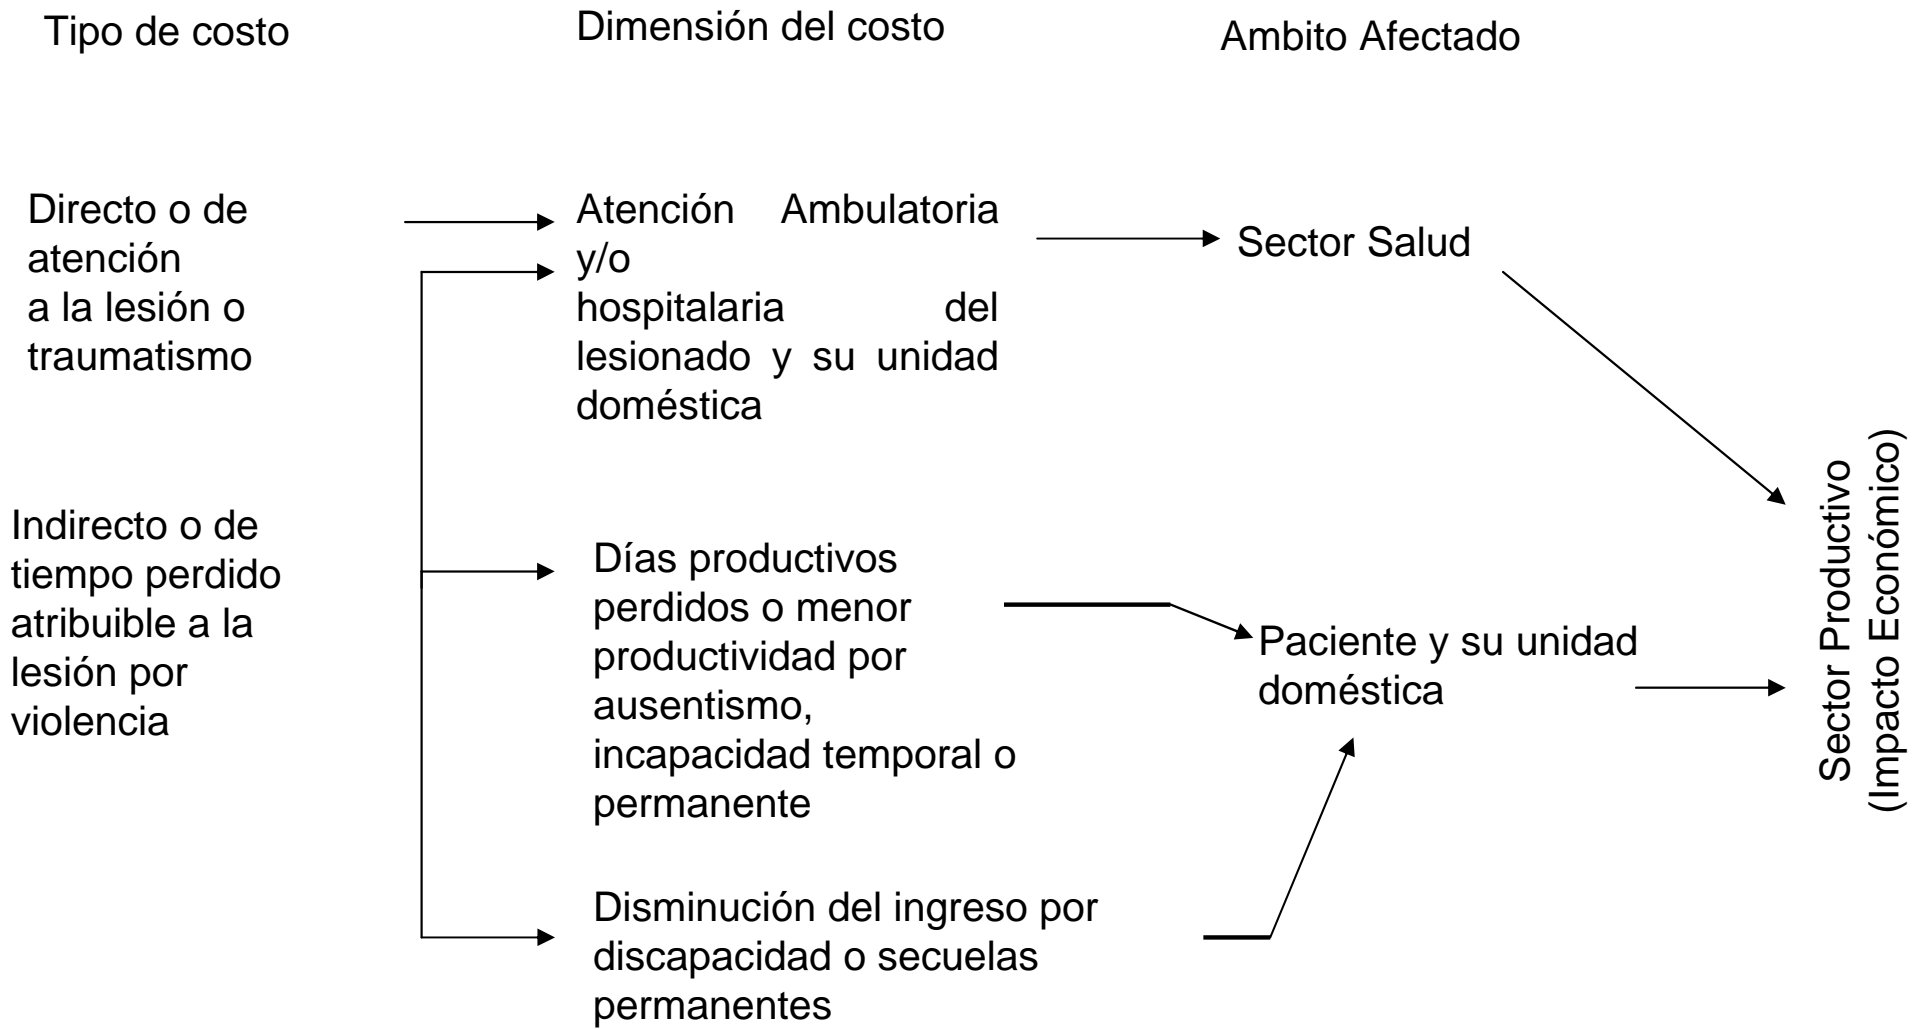 Tipo de costo
Dimensión del costo
Ambito Afectado
Directo o de
atención
a la lesión o
traumatismo
Atención Ambulatoria
y/o
hospitalaria del
lesionado y su unidad
doméstica
Sector Salud
Indirecto o de
tiempo perdido
atribuible a la
lesión por
violencia
Días productivos
perdidos o menor
productividad por
ausentismo,
incapacidad temporal o
permanente
Paciente y su unidad
doméstica
Disminución del ingreso por
discapacidad o secuelas
permanentes
Sector Productivo
(Impacto Económico)